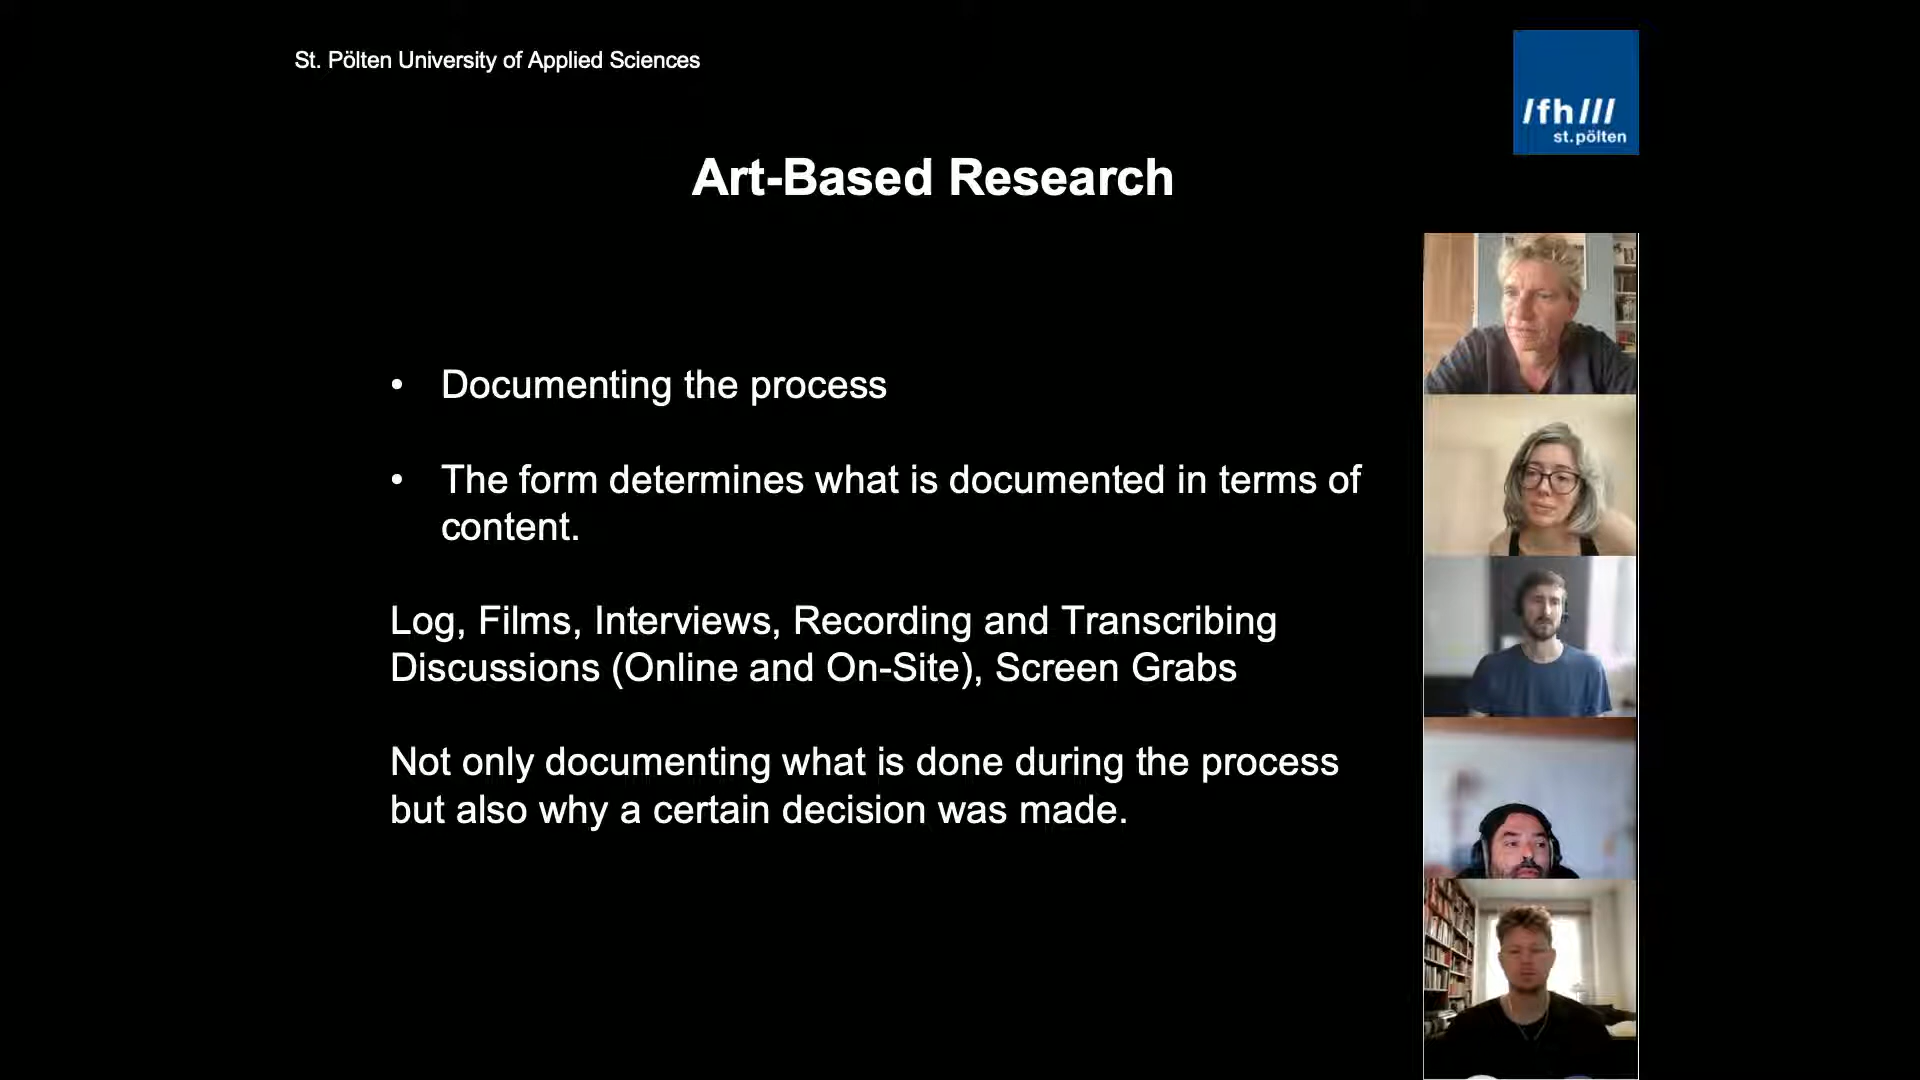 St. Pölten University of Applied Sciences
/fh///
st.pölten
Art-Based Research
• Documenting the process
• The form determines what is documented in terms of
content.
Log, Films, Interviews, Recording and Transcribing
Discussions (Online and On-Site), Screen Grabs
Not only documenting what is done during the process
but also why a certain decision was made.